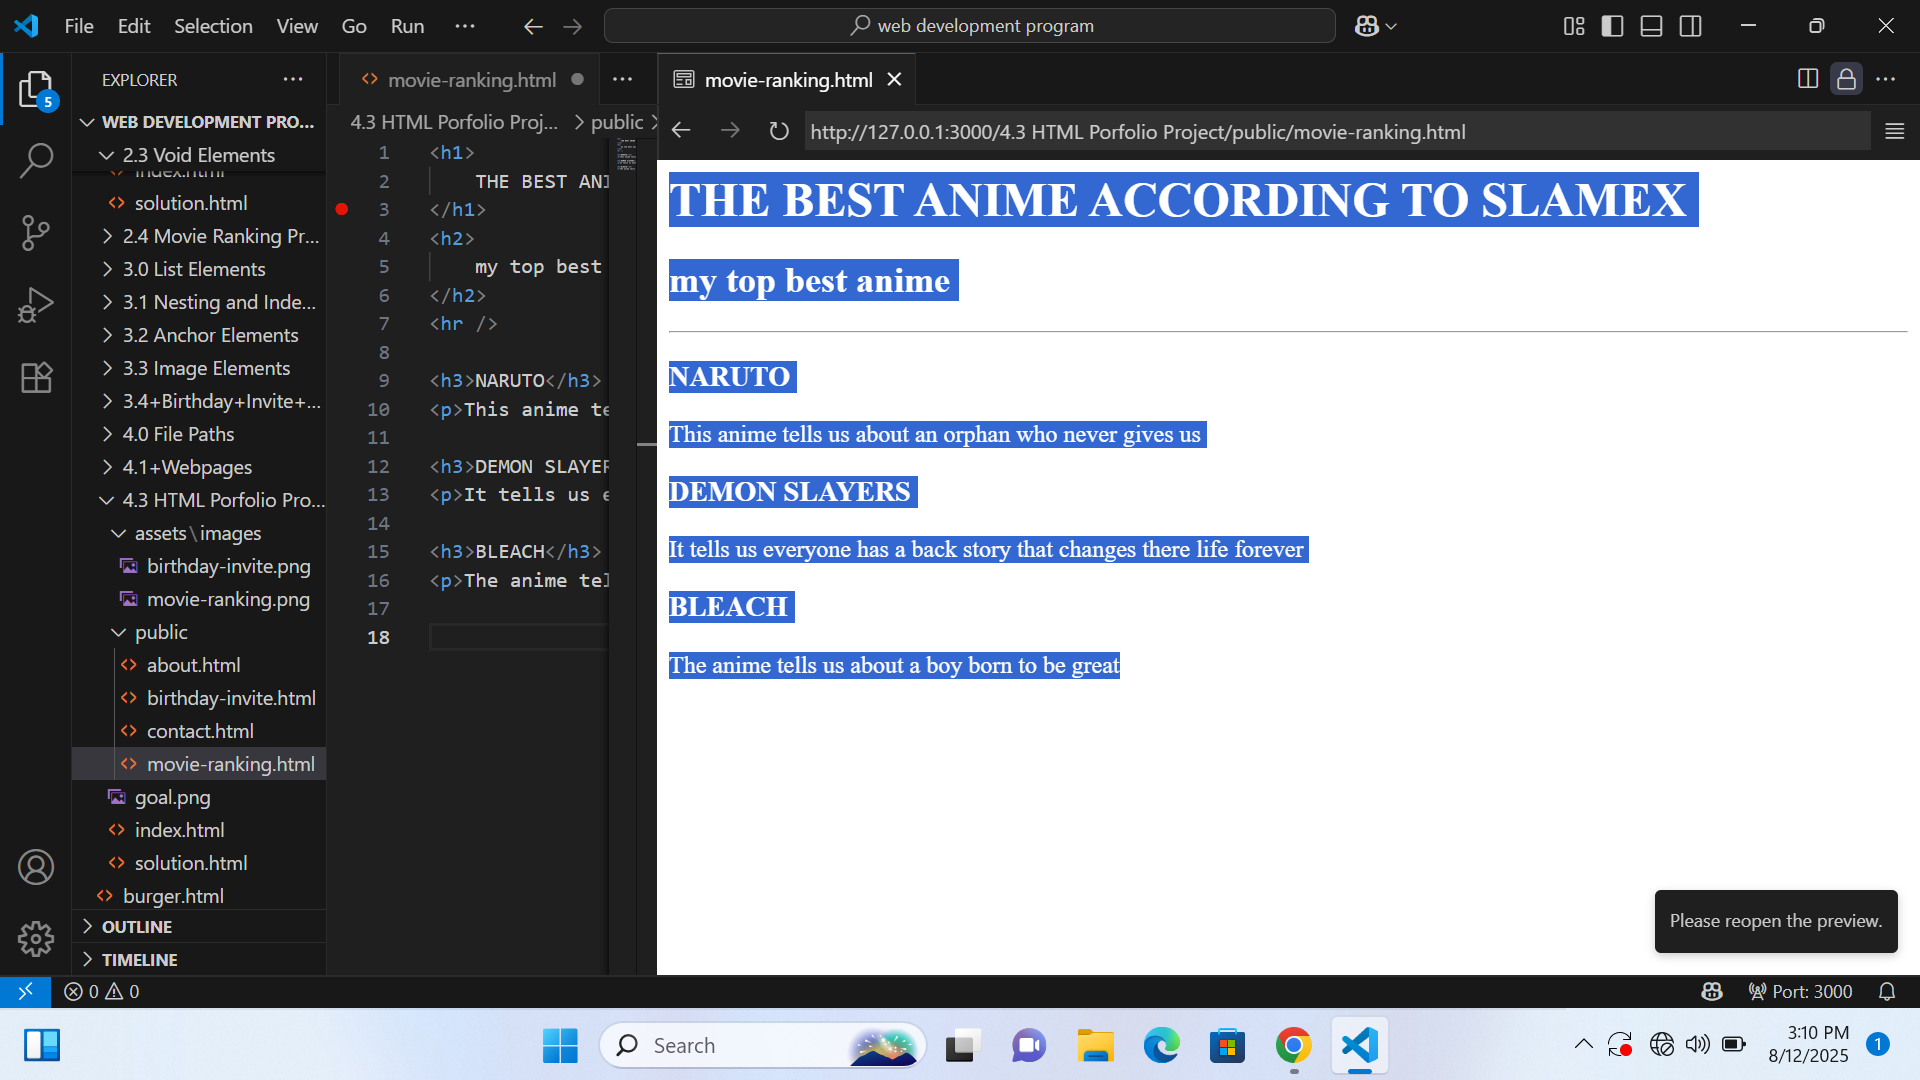 File Edit Selection View Go Run ··· web development program
EXPLORER ···
5
WEB DEVELOPMENT PRO...
2.3 Void Elements
index.html
solution.html
2.4 Movie Ranking Pr...
3.0 List Elements
3.1 Nesting and Inde...
3.2 Anchor Elements
3.3 Image Elements
3.4+Birthday+Invite+...
4.0 File Paths
4.1+Webpages
4.3 HTML Porfolio Pro...
assets\images
birthday-invite.png
movie-ranking.png
public
about.html
birthday-invite.html
contact.html
movie-ranking.html
goal.png
index.html
solution.html
burger.html
OUTLINE
TIMELINE
movie-ranking.html ···
4.3 HTML Porfolio Proj... > public >
1 <h1>
2 THE BEST ANI
3 </h1>
4 <h2>
5 my top best
6 </h2>
7 <hr />
8
9 <h3>NARUTO</h3>
10 <p>This anime te
11
12 <h3>DEMON SLAYER
13 <p>It tells us e
14
15 <h3>BLEACH</h3>
16 <p>The anime tel
17
18
movie-ranking.html
http://127.0.0.1:3000/4.3 HTML Porfolio Project/public/movie-ranking.html
THE BEST ANIME ACCORDING TO SLAMEX
my top best anime
NARUTO
This anime tells us about an orphan who never gives us
DEMON SLAYERS
It tells us everyone has a back story that changes there life forever
BLEACH
The anime tells us about a boy born to be great
Please reopen the preview.
0 0
Port: 3000
Search
3:10 PM
8/12/2025
1